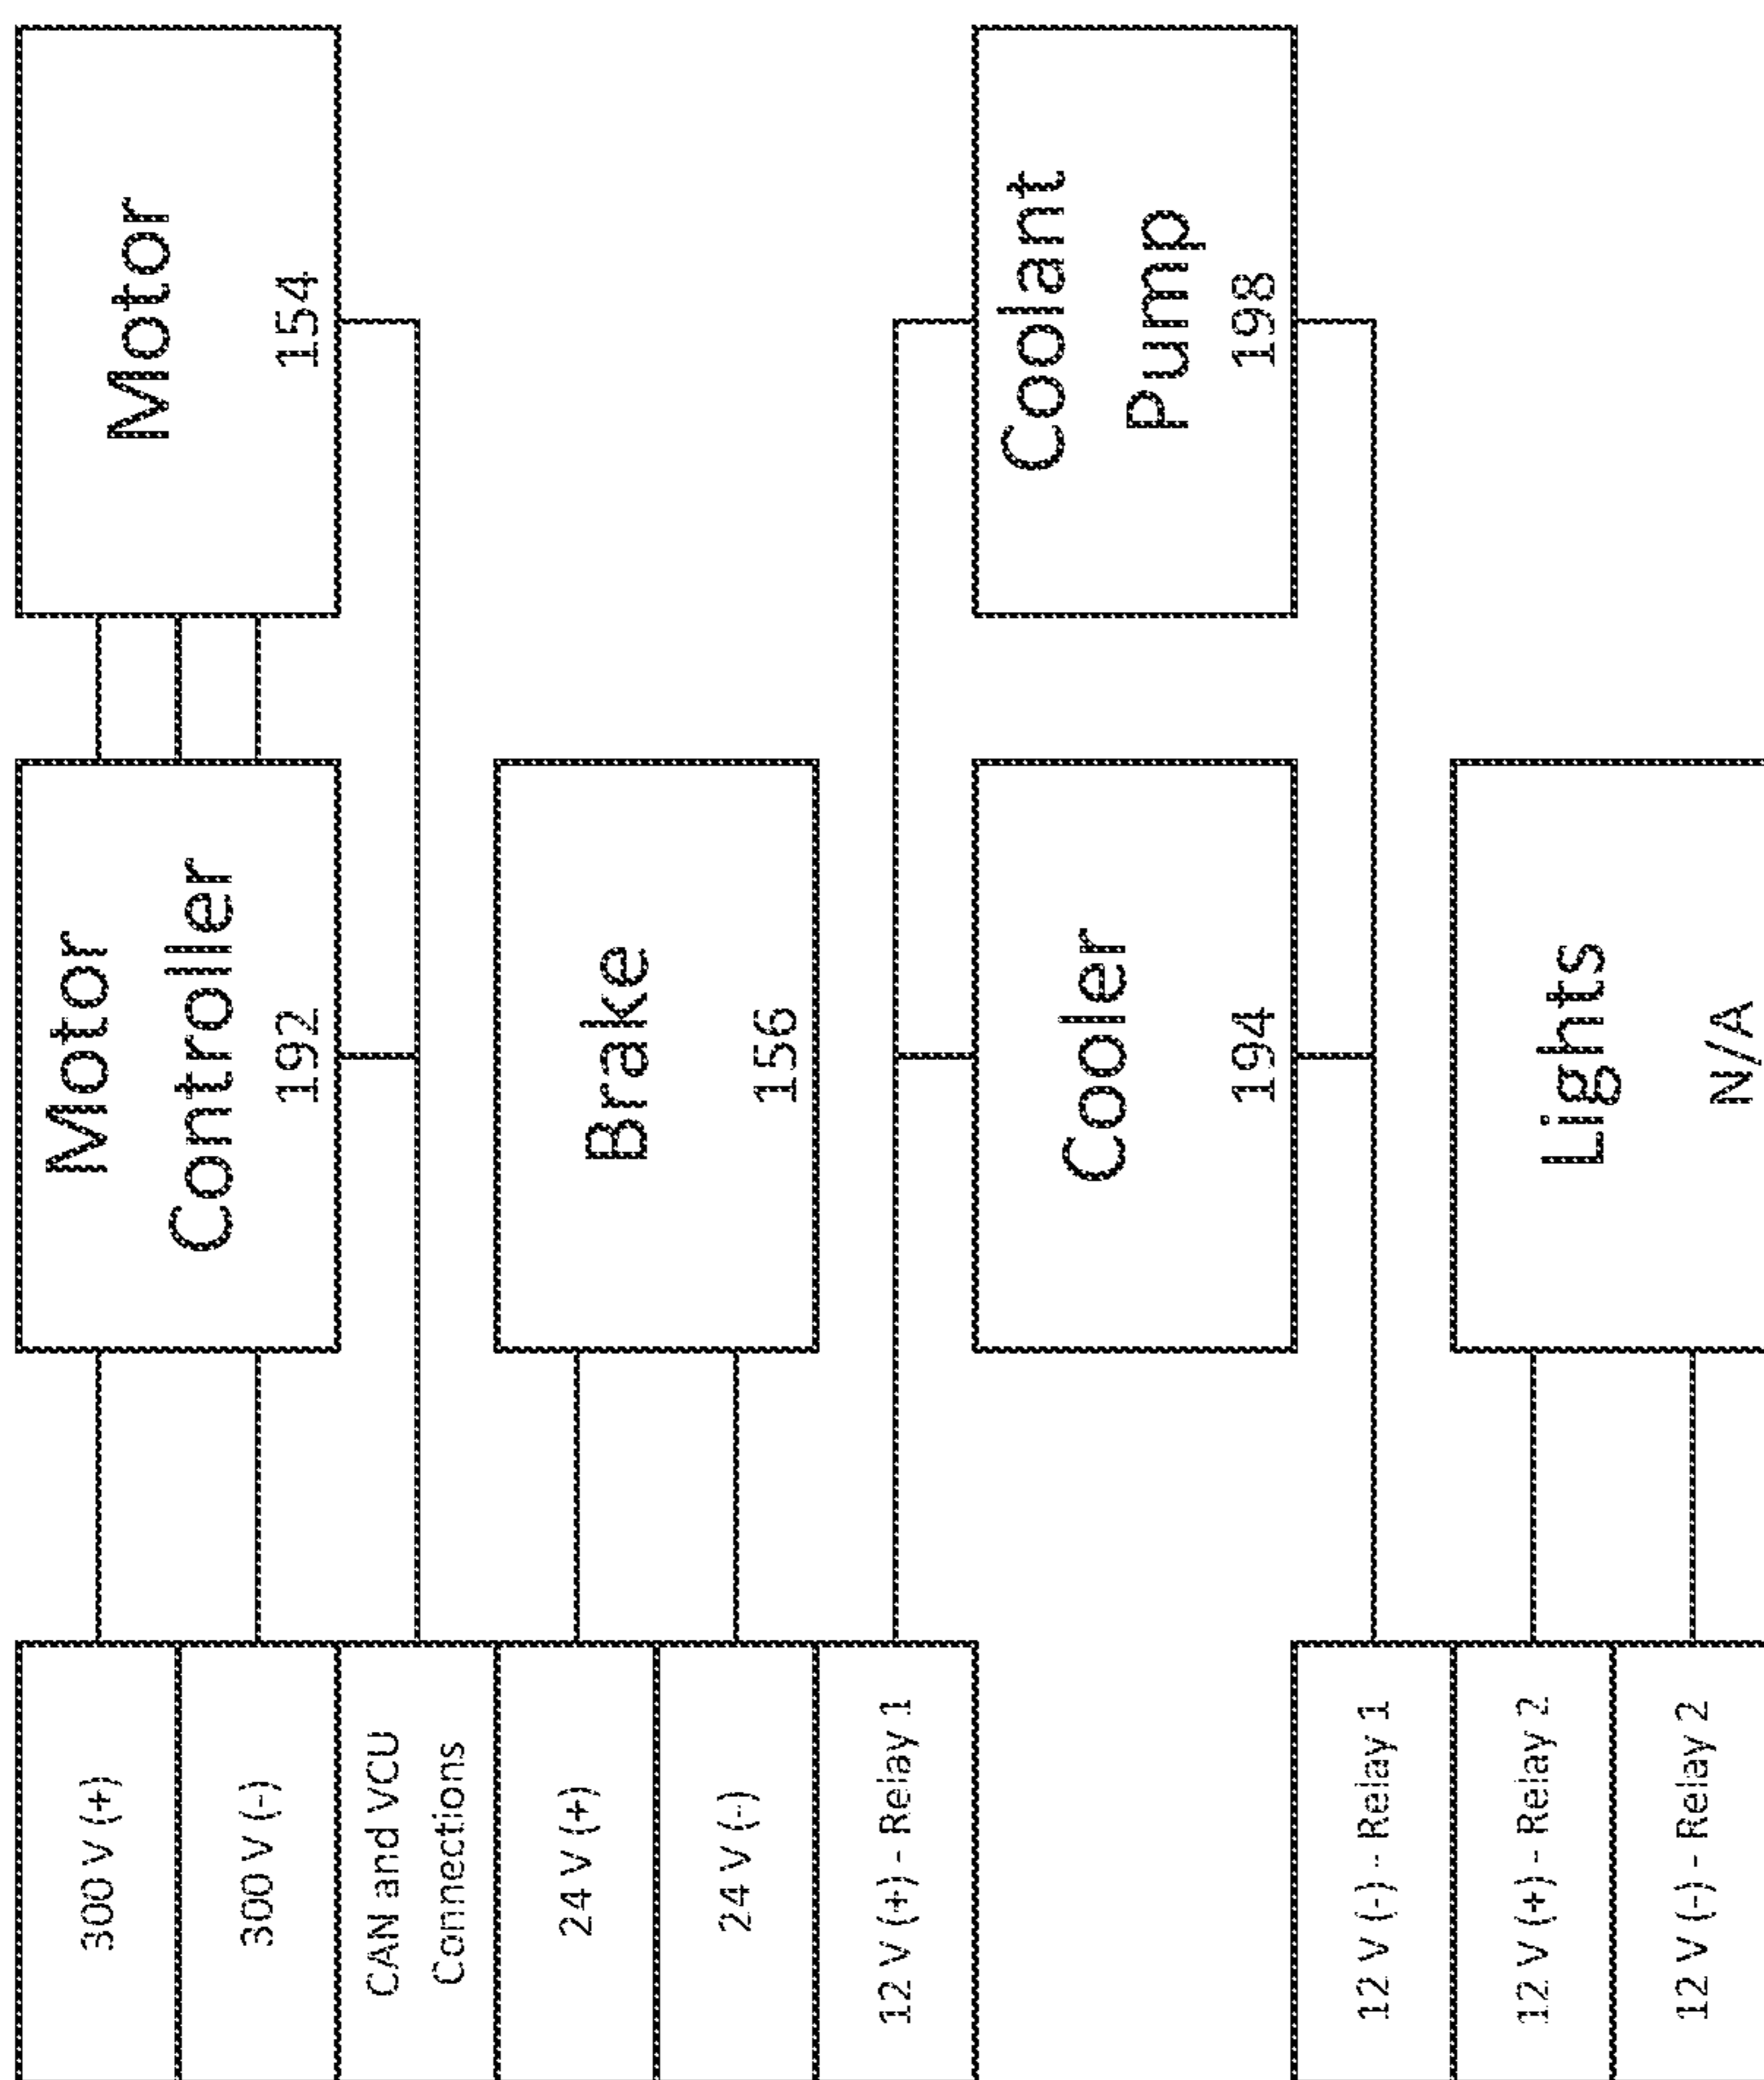 300 V (+)
300 V (-)
CAN and VCU
Connections
24 V (+)
24 V (-)
12 V (+) - Relay 1
12 V (-) - Relay 1
12 V (+) - Relay 2
12 V (-) - Relay 2
Motor
Controller
192
Motor
154
Brake
156
Cooler
194
Coolant
Pump
198
Lights
N/A